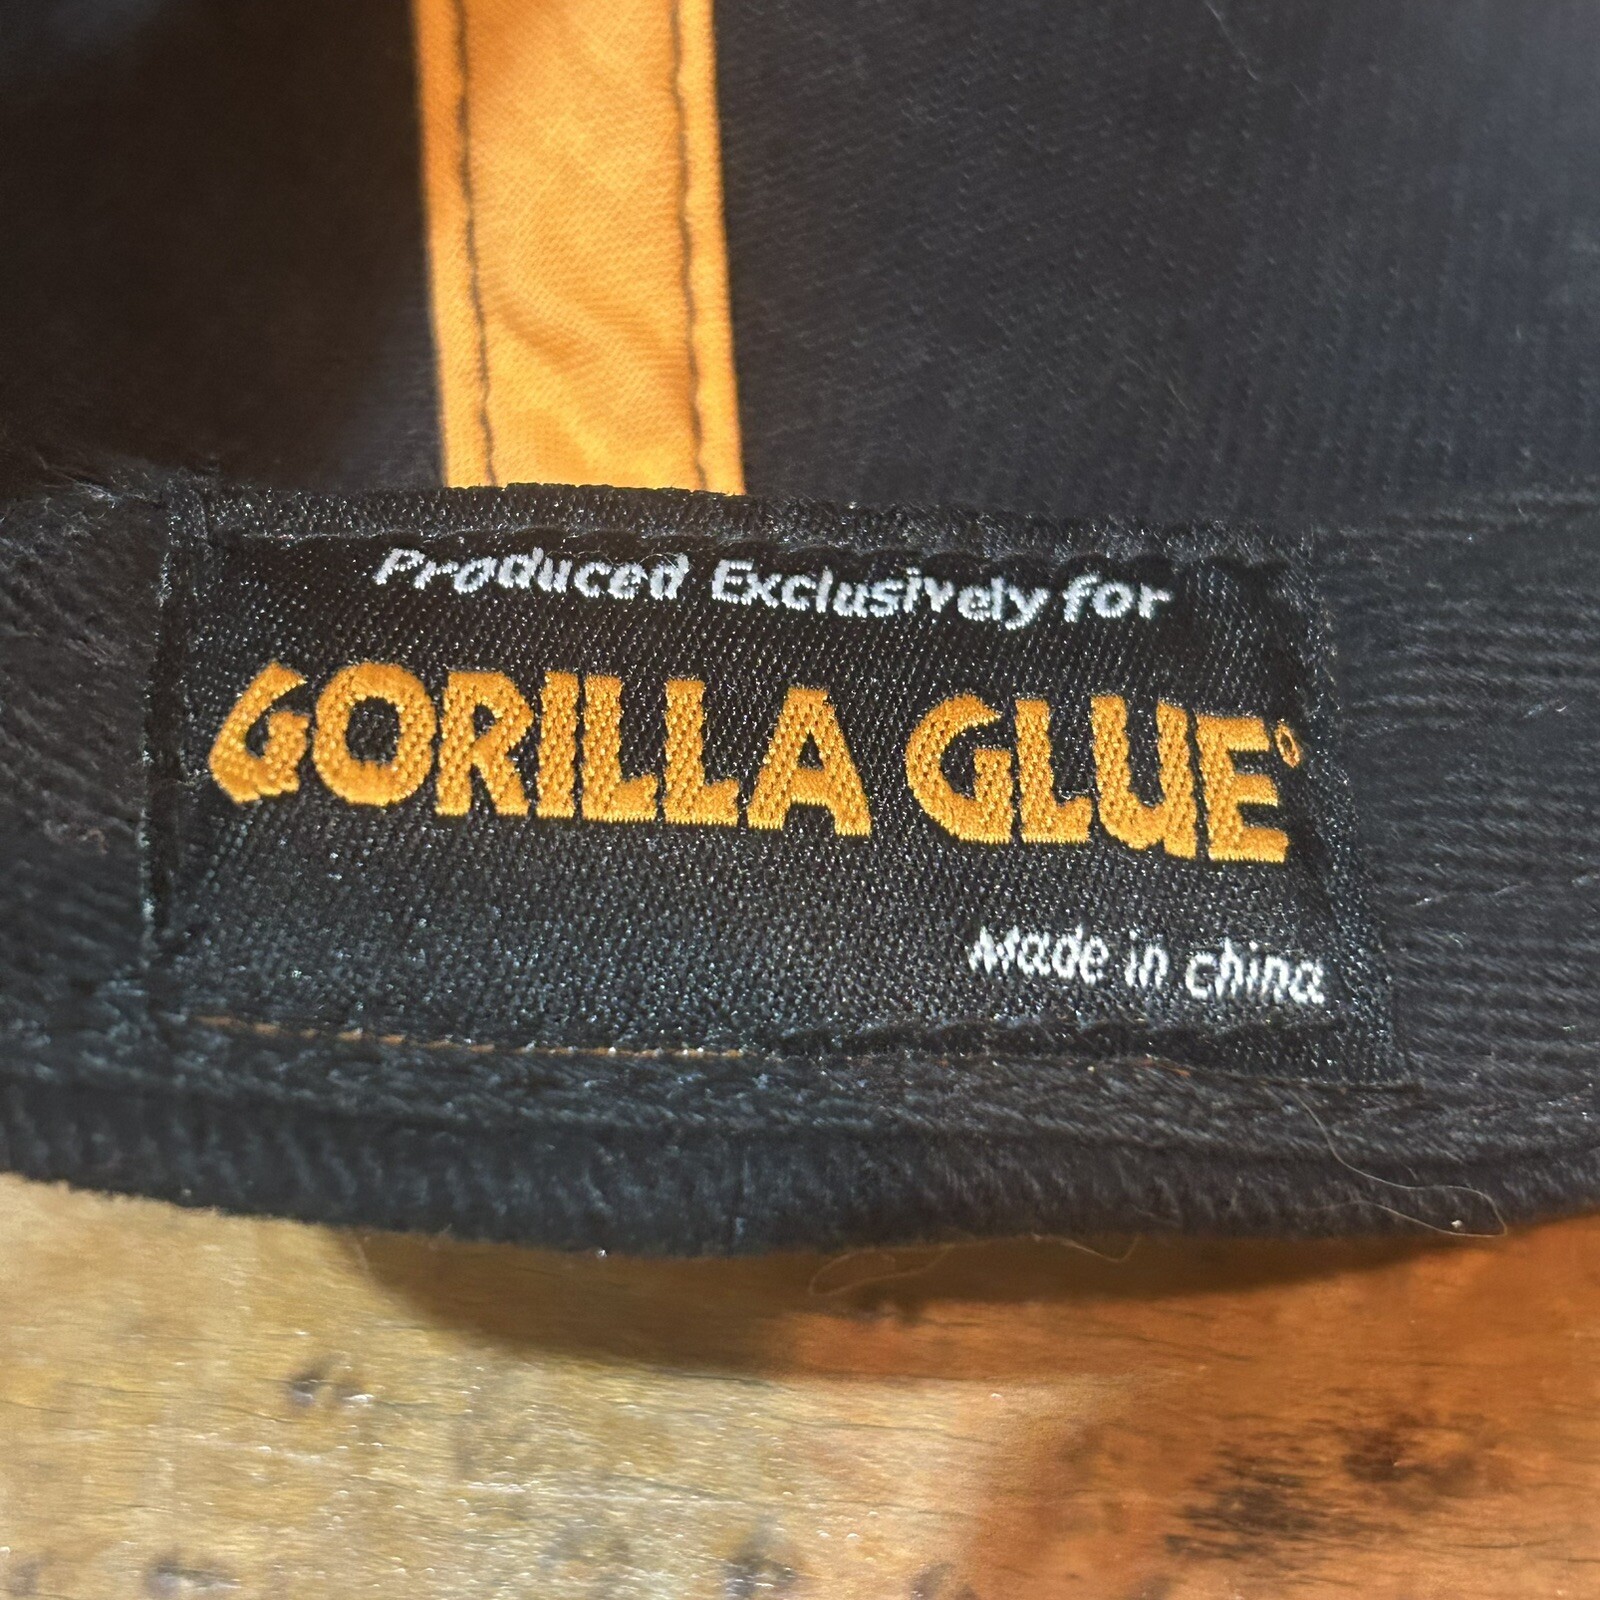 Produced Exclusively for
GORILLA GLUE®
Made in china